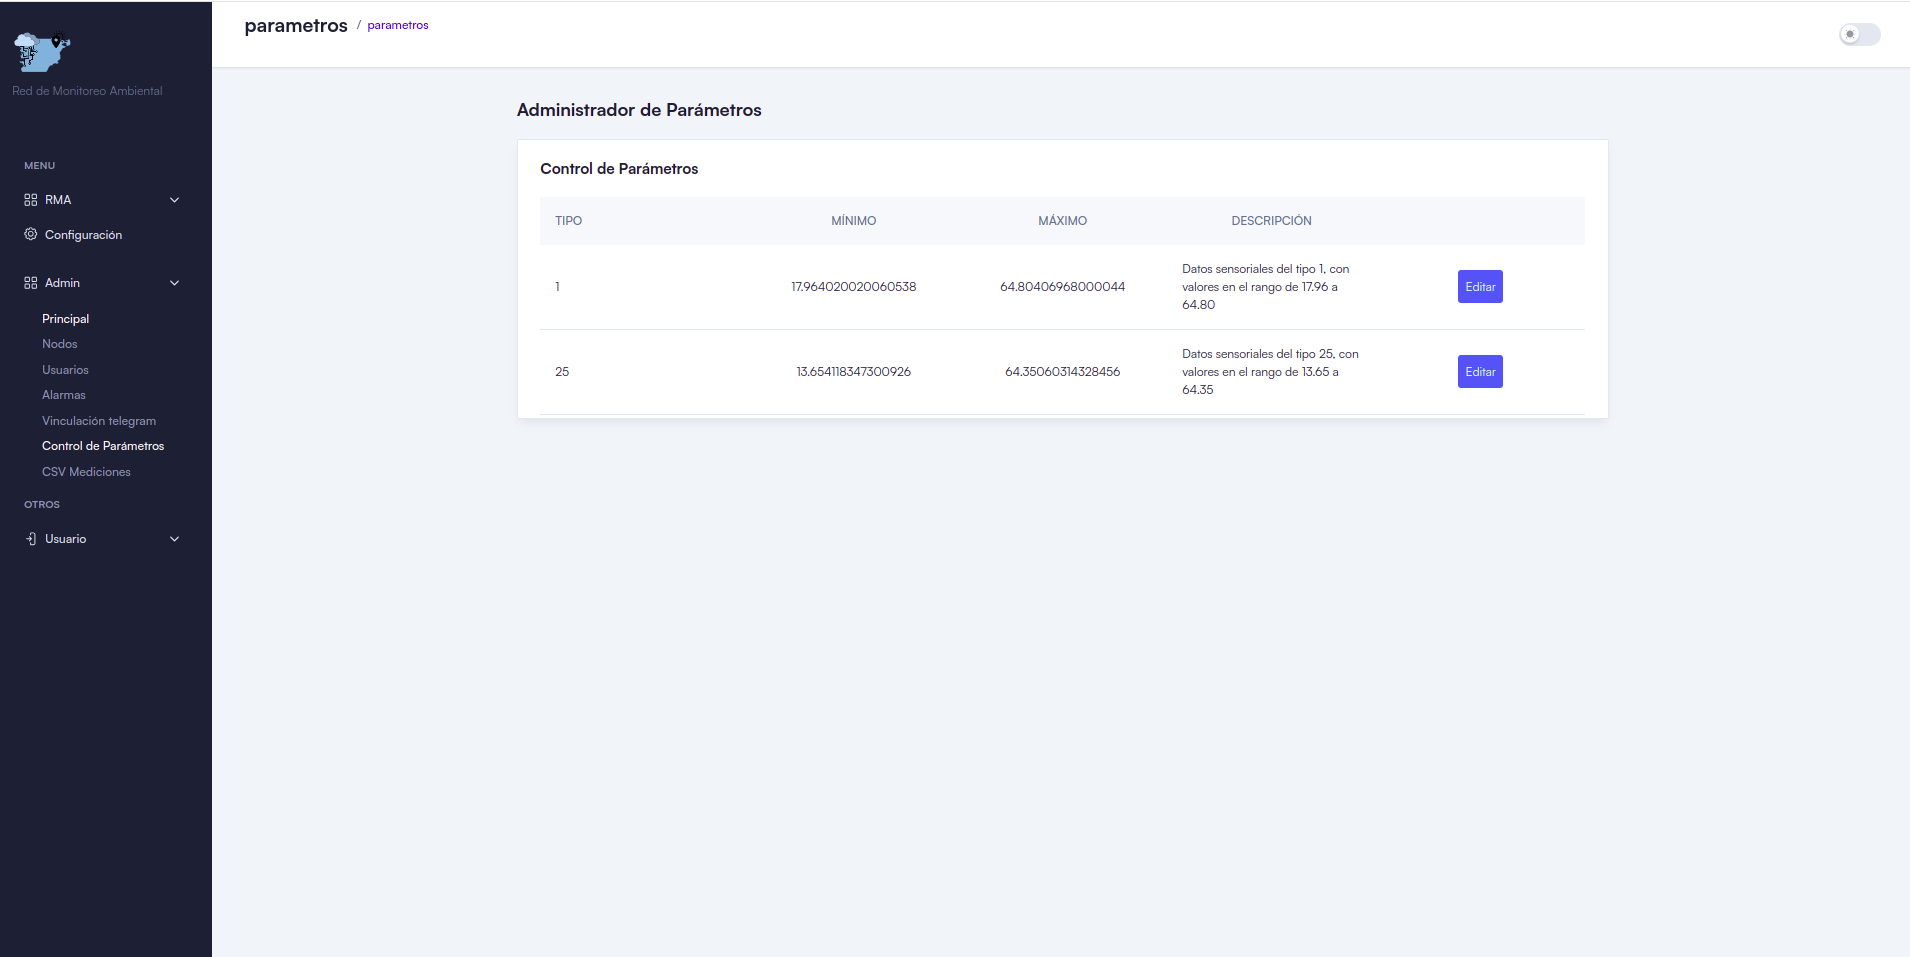 parametros / parametros
Red de Monitoreo Ambiental
MENU
RMA
Configuración
Admin
Principal
Nodos
Usuarios
Alarmas
Vinculación telegram
Control de Parámetros
CSV Mediciones
OTROS
Usuario
Administrador de Parámetros
Control de Parámetros
TIPO MÍNIMO MÁXIMO DESCRIPCIÓN
1 17.964020020060538 64.80406968000044 Datos sensoriales del tipo 1, con
valores en el rango de 17.96 a
64.80
Editar
25 13.654118347300926 64.35060314328456 Datos sensoriales del tipo 25, con
valores en el rango de 13.65 a
64.35
Editar